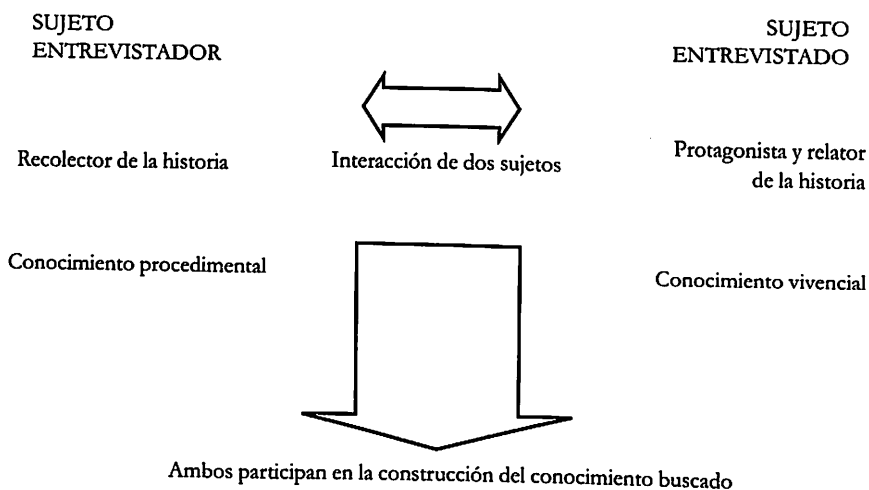 SUJETO
ENTREVISTADOR
SUJETO
ENTREVISTADO
Recolector de la historia
Interacción de dos sujetos
Protagonista y relator
de la historia
Conocimiento procedimental
Conocimiento vivencial
Ambos participan en la construcción del conocimiento buscado